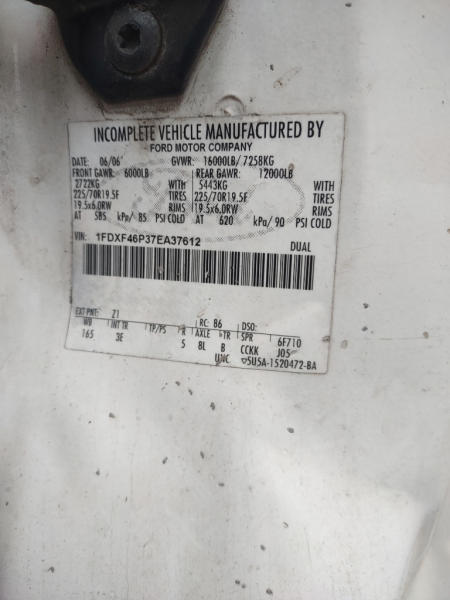 INCOMPLETE VEHICLE MANUFACTURED BY
FORD MOTOR COMPANY
DATE: 06/06 GVWR: 16000LB/ 7258KG
FRONT GAWR: 6000LB REAR GAWR: 12000LB
2722KG WITH 5443KG WITH
225/70R19.5F TIRES 225/70R19.5F TIRES
19.5x6.0RW RIMS 19.5x6.0RW RIMS
AT 585 kPa/ 85 PSI COLD AT 620 kPa/ 90 PSI COLD
VIN: 1FDXF46P37EA37612 DUAL
EXT PNT: Z1 RC: 86 DSO:
WB INT TR TP/PS R AXLE TR SPR 6F710
165 3E 5 8L B CCKK J05
UNC ▽5U5A-1520472-BA